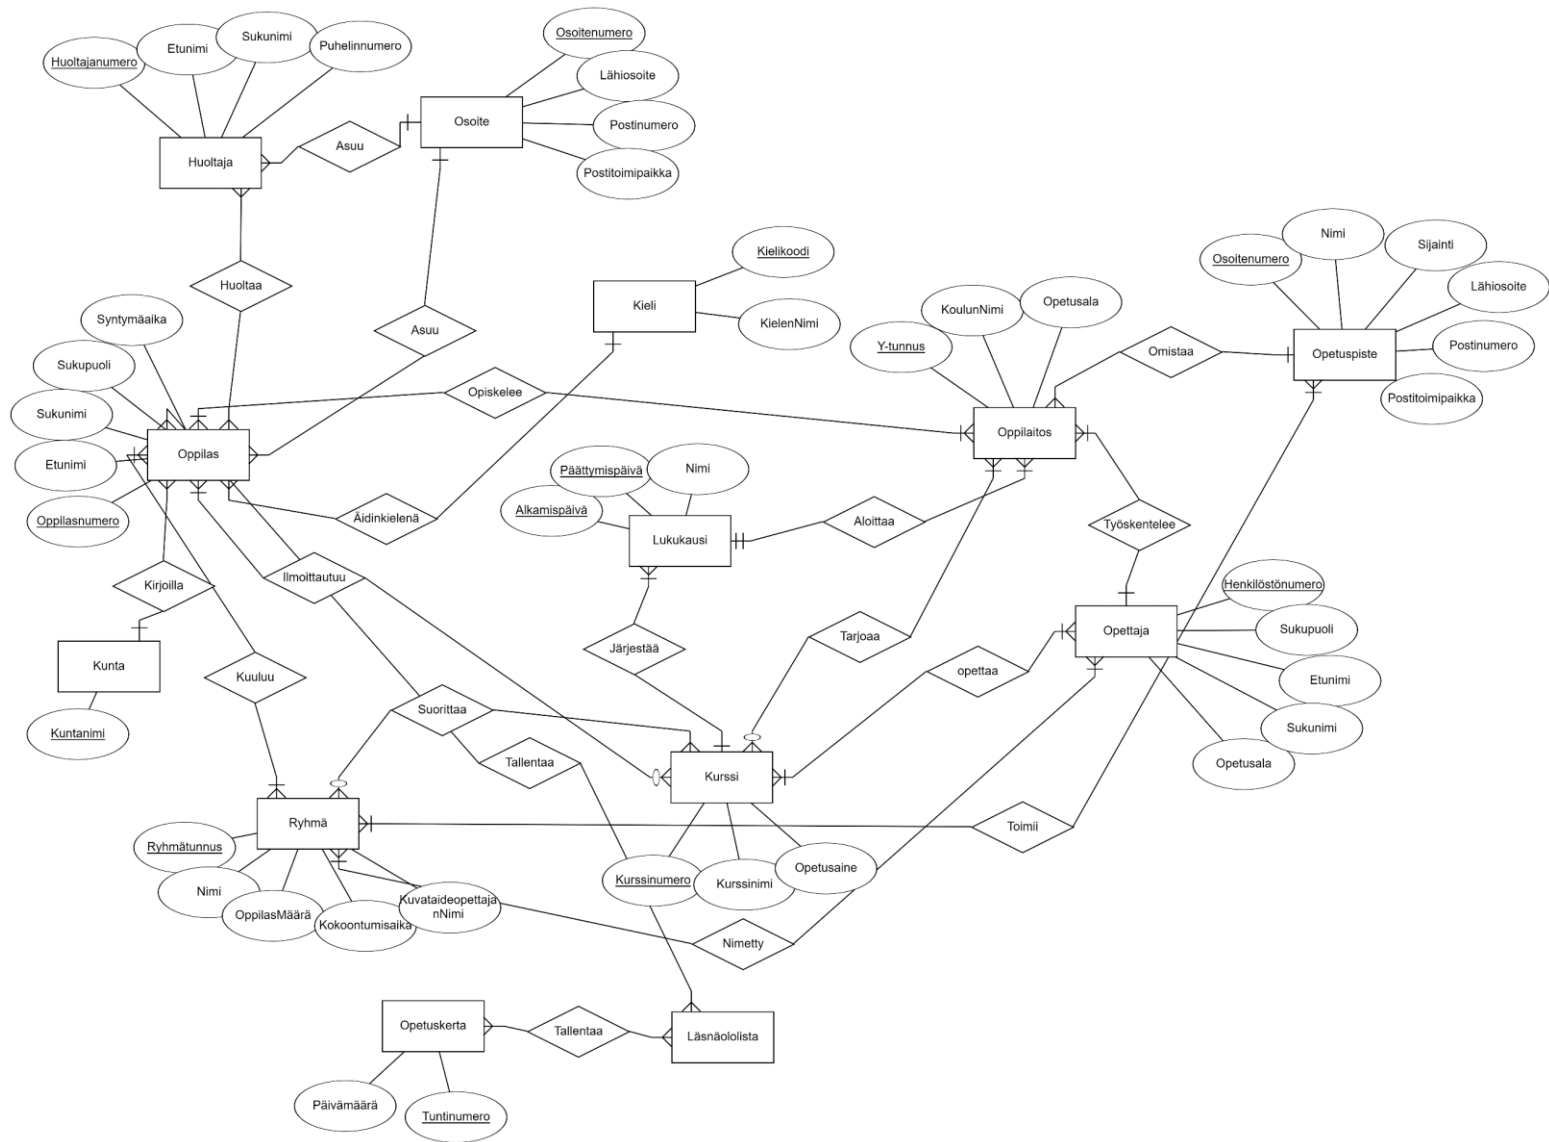 Huoltajanumero
Etunimi
Sukunimi
Puhelinnumero
Osoitenumero
Lähiosoite
Postinumero
Postitoimipaikka
Osoite
Asuu
Huoltaja
Huoltaa
Asuu
Kieli
Kielikoodi
KielenNimi
Y-tunnus
KoulunNimi
Opetusala
Omistaa
Osoitenumero
Nimi
Sijainti
Lähiosoite
Postinumero
Postitoimipaikka
Opetuspiste
Syntymäaika
Sukupuoli
Sukunimi
Etunimi
Oppilasnumero
Oppilas
Opiskelee
Oppilaitos
Äidinkielenä
Päättymispäivä
Nimi
Alkamispäivä
Lukukausi
Aloittaa
Työskentelee
Kirjoilla
Ilmoittautuu
Henkilöstönumero
Sukupuoli
Etunimi
Sukunimi
Opetusala
Opettaja
Kunta
Kuntanimi
Kuuluu
Järjestää
Tarjoaa
opettaa
Suorittaa
Tallentaa
Kurssi
Kurssinumero
Kurssinimi
Opetusaine
Ryhmä
Ryhmätunnus
Nimi
OppilasMäärä
Kokoontumisaika
Kuvataideopettaja
nNimi
Toimii
Nimetty
Opetuskerta
Tallentaa
Läsnäololista
Päivämäärä
Tuntinumero